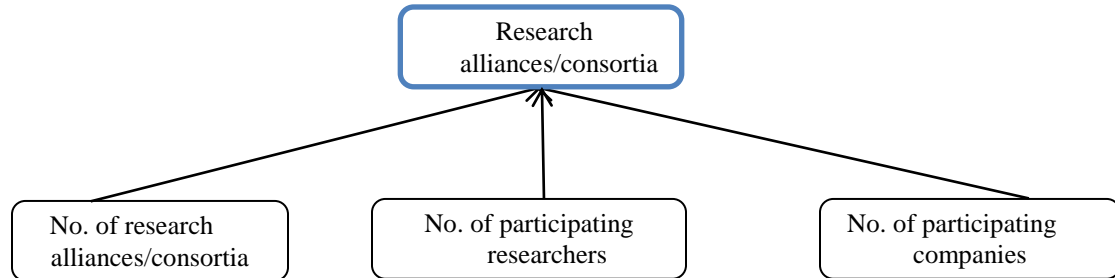 Research
alliances/consortia
No. of research
alliances/consortia
No. of participating
researchers
No. of participating
companies